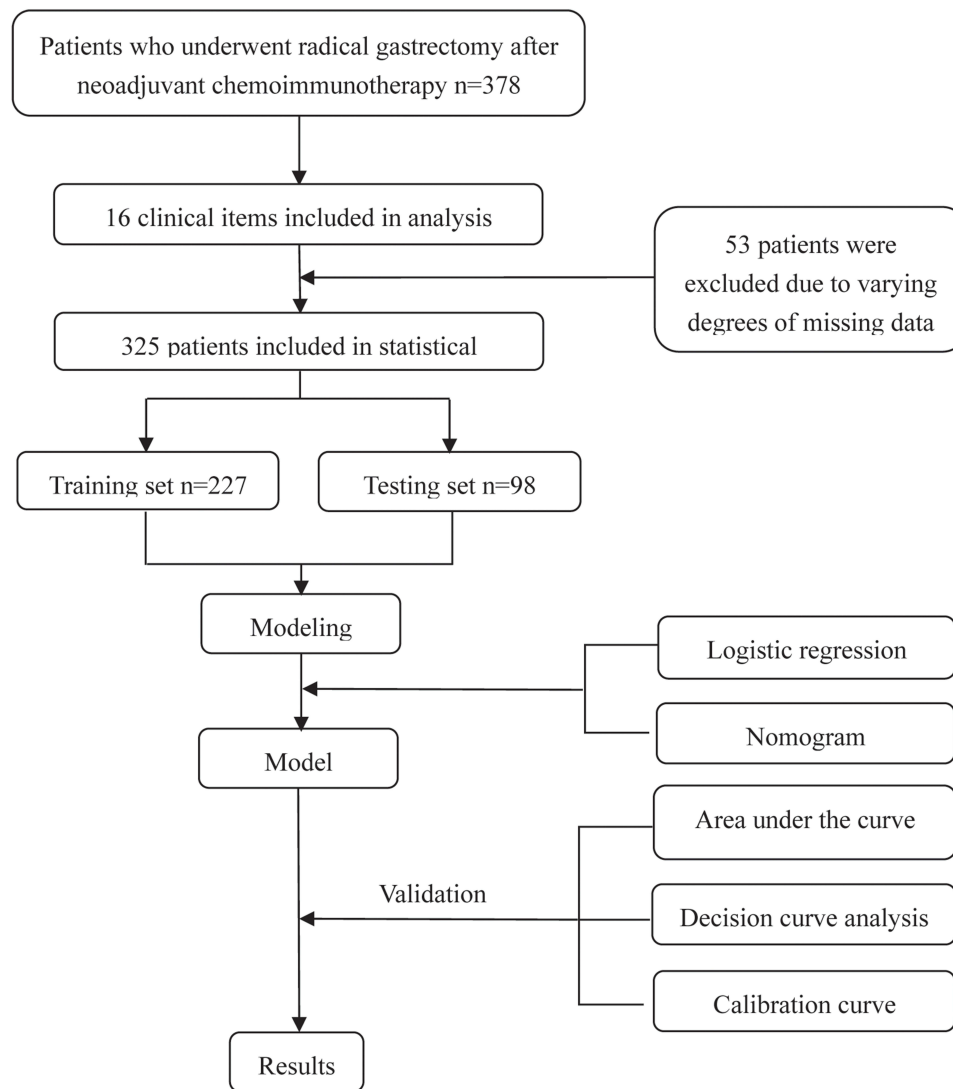 Patients who underwent radical gastrectomy after
neoadjuvant chemoimmunotherapy n=378
16 clinical items included in analysis
53 patients were
excluded due to varying
degrees of missing data
325 patients included in statistical
Training set n=227
Testing set n=98
Modeling
Logistic regression
Nomogram
Model
Area under the curve
Validation
Decision curve analysis
Calibration curve
Results